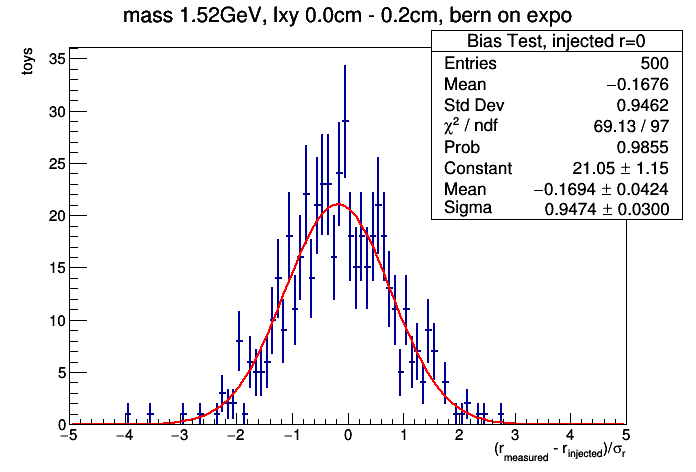 mass 1.52GeV, lxy 0.0cm - 0.2cm, bern on expo
toys
Bias Test, injected r=0
Entries 500
Mean −0.1676
Std Dev 0.9462
χ² / ndf 69.13 / 97
Prob 0.9855
Constant 21.05 ± 1.15
Mean −0.1694 ± 0.0424
Sigma 0.9474 ± 0.0300
35
30
25
20
15
10
5
0
−5 −4 −3 −2 −1 0 1 2 3 4 5
(r_measured - r_injected)/σ_r